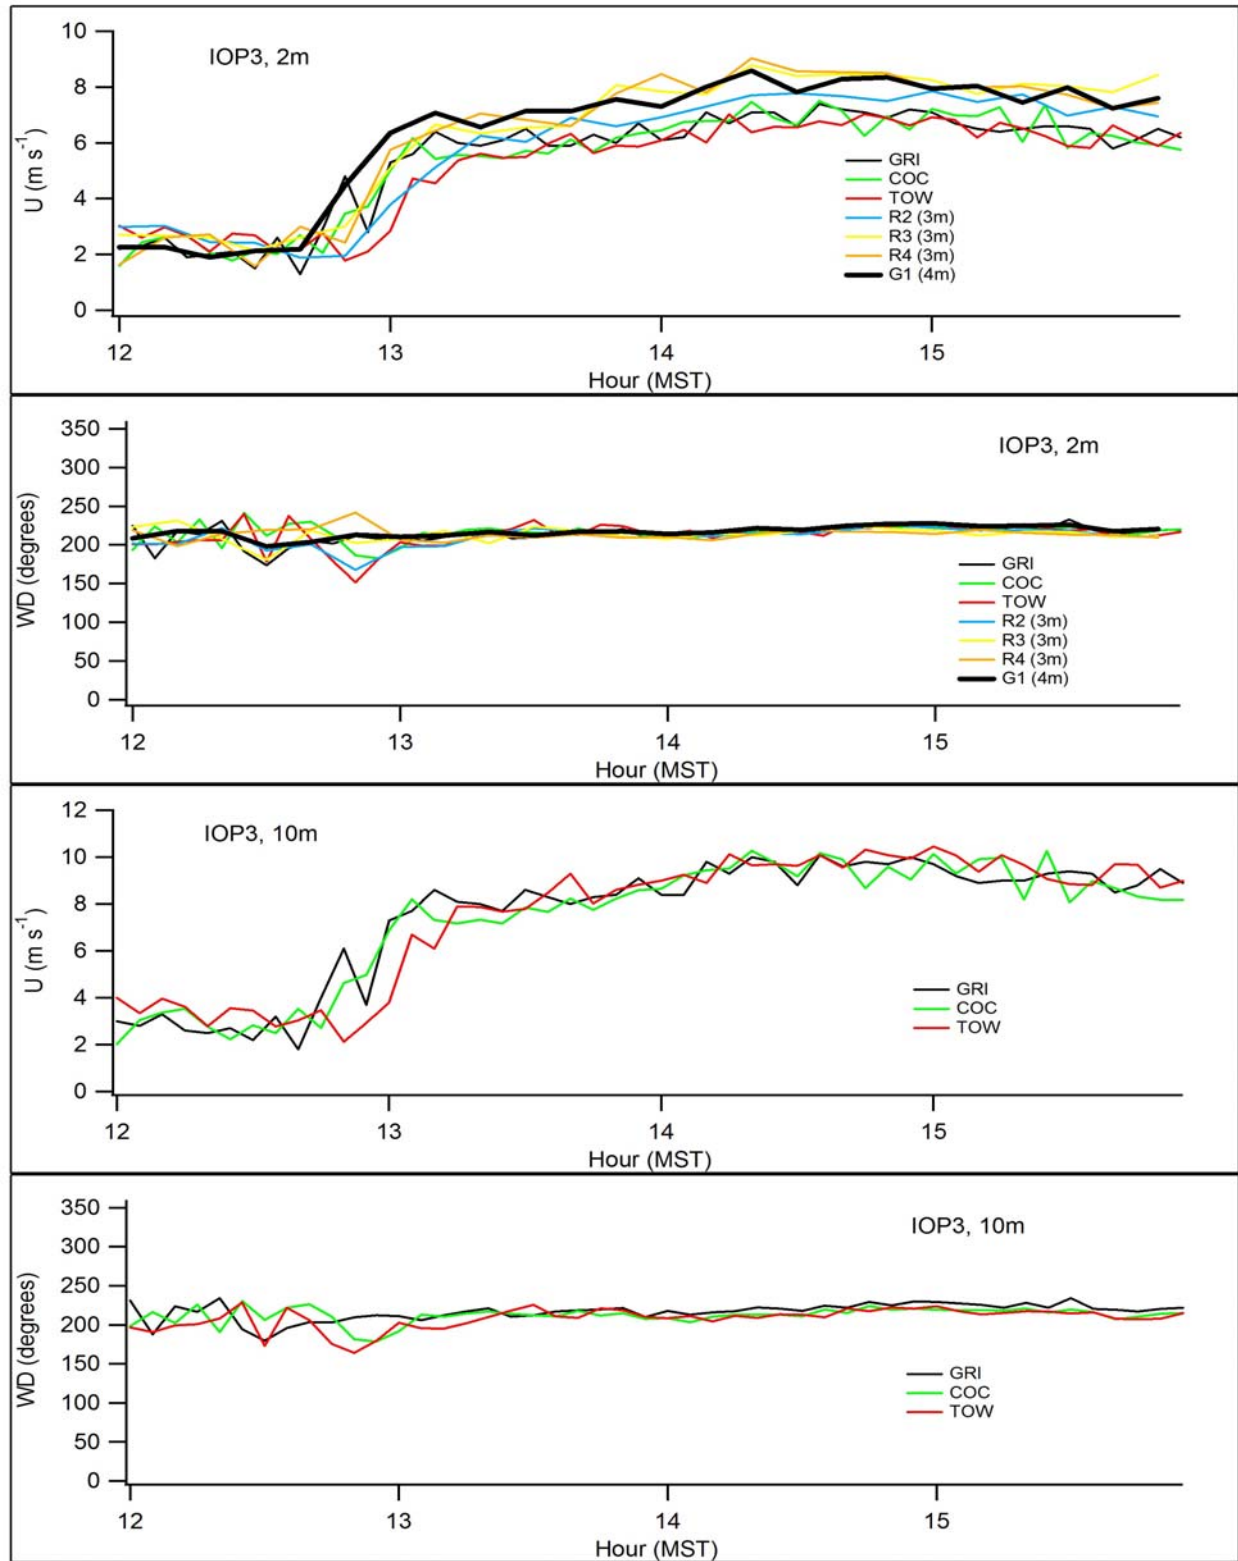 IOP3, 2m
U (m s⁻¹)
10
8
6
4
2
0
GRI
COC
TOW
R2 (3m)
R3 (3m)
R4 (3m)
G1 (4m)
12 13 14 15
Hour (MST)
IOP3, 2m
WD (degrees)
350
300
250
200
150
100
50
0
GRI
COC
TOW
R2 (3m)
R3 (3m)
R4 (3m)
G1 (4m)
12 13 14 15
Hour (MST)
IOP3, 10m
U (m s⁻¹)
12
10
8
6
4
2
0
GRI
COC
TOW
12 13 14 15
Hour (MST)
IOP3, 10m
WD (degrees)
350
300
250
200
150
100
50
0
GRI
COC
TOW
12 13 14 15
Hour (MST)